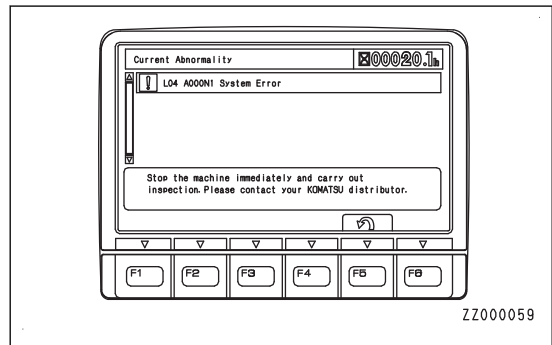 Current Abnormality 00020.1h
! L04 A000N1 System Error
Stop the machine immediately and carry out
inspection. Please contact your KOMATSU distributor.
F1 F2 F3 F4 F5 F6
ZZ000059